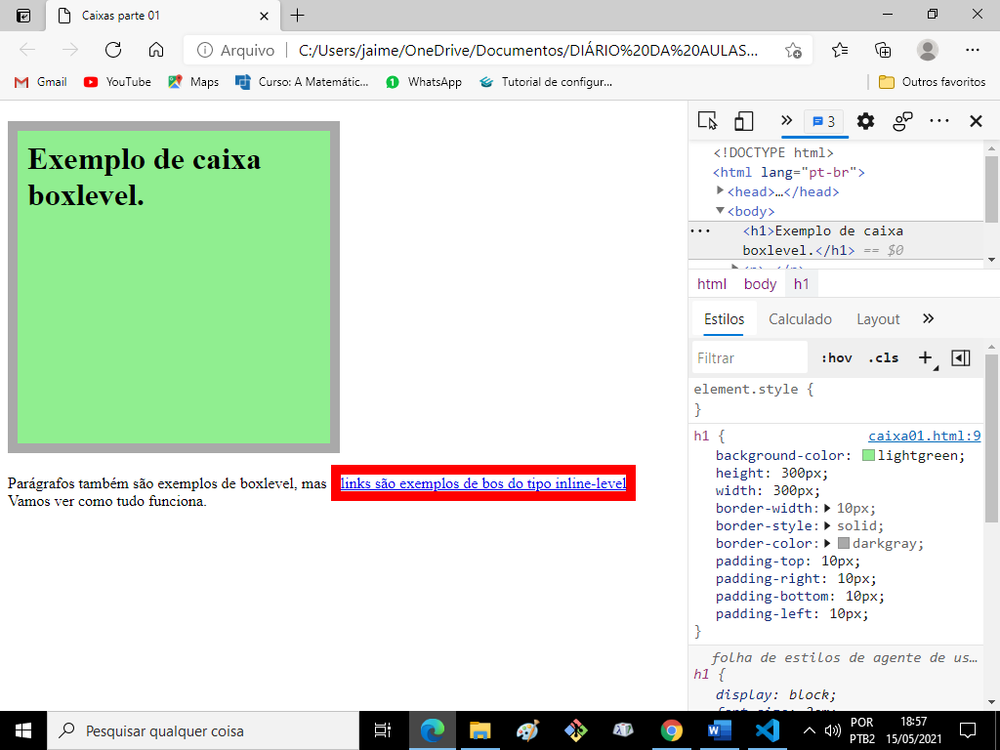 Caixas parte 01
Arquivo
C:/Users/jaime/OneDrive/Documentos/DIÁRIO%20DA%20AULAS...
Gmail
YouTube
Maps
Curso: A Matemátic...
WhatsApp
Tutorial de configur...
Outros favoritos
Exemplo de caixa
boxlevel.
Parágrafos também são exemplos de boxlevel, mas links são exemplos de bos do tipo inline-level
Vamos ver como tudo funciona.
3
<!DOCTYPE html>
<html lang="pt-br">
<head>…</head>
<body>
<h1>Exemplo de caixa
boxlevel.</h1> == $0
html body h1
Estilos Calculado Layout
Filtrar :hov .cls
element.style {
}
h1 { caixa01.html:9
background-color: lightgreen;
height: 300px;
width: 300px;
border-width: 10px;
border-style: solid;
border-color: darkgray;
padding-top: 10px;
padding-right: 10px;
padding-bottom: 10px;
padding-left: 10px;
}
folha de estilos de agente de us…
h1 {
display: block;
Pesquisar qualquer coisa
POR
PTB2
18:57
15/05/2021